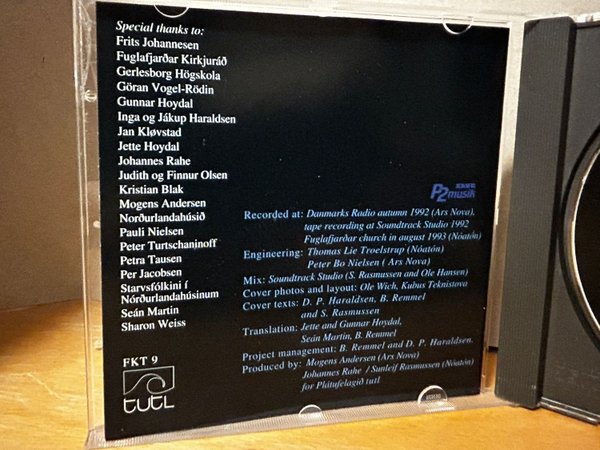 Special thanks to:
Frits Johannesen
Fuglafjarðar Kirkjuráð
Gerlesborg Högskola
Göran Vogel-Rödin
Gunnar Hoydal
Inga og Jákup Haraldsen
Jan Kløvstad
Jette Hoydal
Johannes Rahe
Judith og Finnur Olsen
Kristian Blak
Mogens Andersen
Norðurlandahúsið
Pauli Nielsen
Peter Turtschaninoff
Petra Tausen
Per Jacobsen
Starvsfólkini í
Nórðurlandahúsinum
Seán Martin
Sharon Weiss
FKT 9
tutl
P2musik
Recorded at: Danmarks Radio autumn 1992 (Ars Nova),
tape recording at Soundtrack Studio 1992
Fuglafjarðar church in august 1993 (Nóatón)
Engineering: Thomas Lie Troelstrup (Nóatón)
Peter Bo Nielsen ( Ars Nova)
Mix: Soundtrack Studio (S. Rasmussen and Ole Hansen)
Cover photos and layout: Ole Wick, Kubus Teknistova
Cover texts: D. P. Haraldsen, B. Remmel
and S. Rasmussen
Translation: Jette and Gunnar Hoydal,
Seán Martin, B. Remmel
Project management: B. Remmel and D. P. Haraldsen.
Produced by: Mogens Andersen (Ars Nova)
Johannes Rahe / Sunleif Rasmussen (Nóatón)
for Plátufelagið tutl